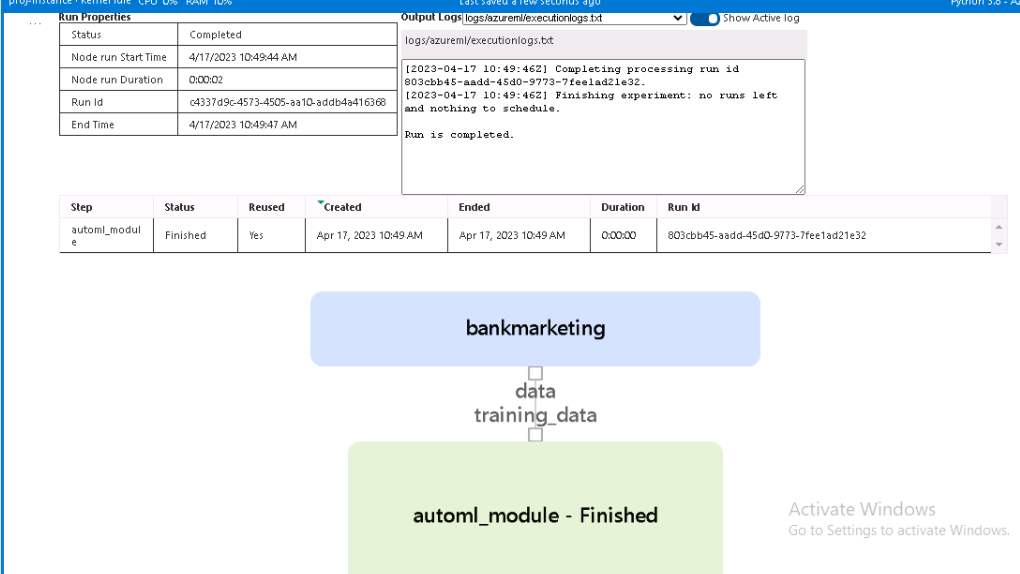 proj-instance · Kernel idle CPU 0% RAM 10%
Last saved a few seconds ago
Python 3.8 - Az
...
Run Properties
Status Completed
Node run Start Time 4/17/2023 10:49:44 AM
Node run Duration 0:00:02
Run Id c4337d9c-4573-4505-aa10-addb4a416368
End Time 4/17/2023 10:49:47 AM
Output Logs logs/azureml/executionlogs.txt Show Active log
logs/azureml/executionlogs.txt
[2023-04-17 10:49:46Z] Completing processing run id
803cbb45-aadd-45d0-9773-7fee1ad21e32.
[2023-04-17 10:49:46Z] Finishing experiment: no runs left
and nothing to schedule.
Run is completed.
Step Status Reused Created Ended Duration Run Id
automl_modul
e Finished Yes Apr 17, 2023 10:49 AM Apr 17, 2023 10:49 AM 0:00:00 803cbb45-aadd-45d0-9773-7fee1ad21e32
bankmarketing
data
training_data
automl_module - Finished
Activate Windows
Go to Settings to activate Windows.